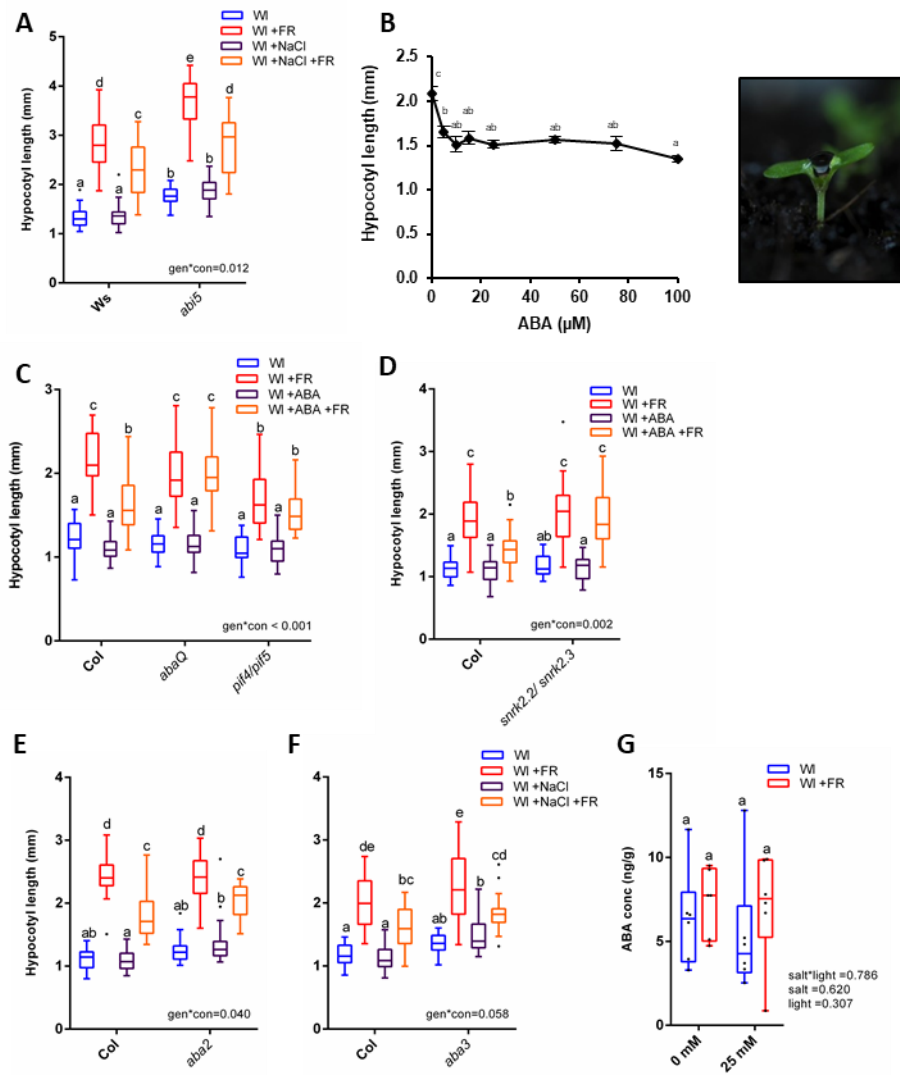 A
Wl
Wl +FR
Wl +NaCl
Wl +NaCl +FR
Hypocotyl length (mm)
5
4
3
2
1
a
d
a
c
b
e
b
d
gen*con=0.012
Ws
abi5
B
Hypocotyl length (mm)
2.5
2.0
1.5
1.0
0.5
0.0
c
b
ab
ab
ab
ab
ab
a
0 20 40 60 80 100
ABA (µM)
C
Wl
Wl +FR
Wl +ABA
Wl +ABA +FR
Hypocotyl length (mm)
3
2
1
0
a
c
a
b
a
c
a
c
a
b
a
b
gen*con < 0.001
Col
abaQ
pif4/pif5
D
Wl
Wl +FR
Wl +ABA
Wl +ABA +FR
Hypocotyl length (mm)
4
3
2
1
0
a
c
a
b
ab
c
a
c
gen*con=0.002
Col
snrk2.2/ snrk2.3
E
Hypocotyl length (mm)
4
3
2
1
0
ab
d
a
c
ab
d
b
c
gen*con=0.040
Col
aba2
F
Wl
Wl +FR
Wl +NaCl
Wl +NaCl +FR
4
3
2
1
0
a
de
a
bc
ab
e
b
cd
gen*con=0.058
Col
aba3
G
Wl
Wl +FR
ABA conc (ng/g)
15
10
5
0
a
a
a
a
salt*light =0.786
salt =0.620
light =0.307
0 mM
25 mM